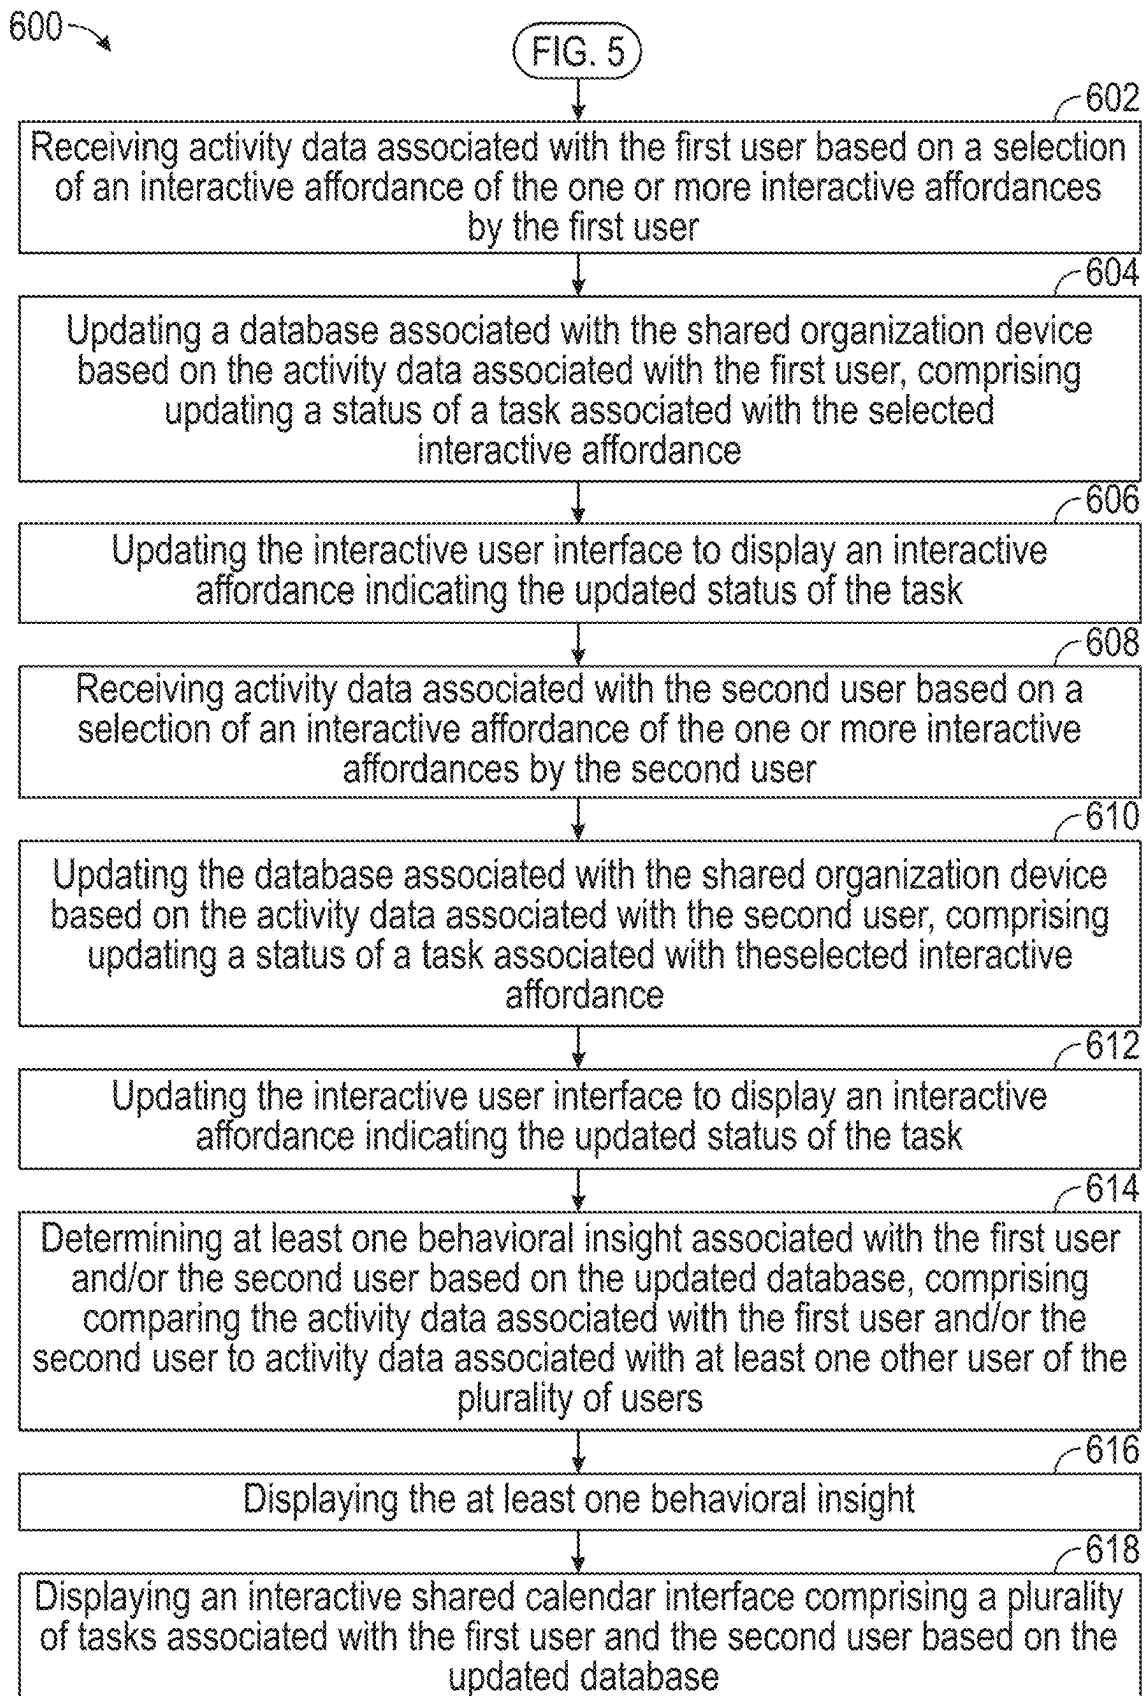 600
FIG. 5
602
Receiving activity data associated with the first user based on a selection
of an interactive affordance of the one or more interactive affordances
by the first user
604
Updating a database associated with the shared organization device
based on the activity data associated with the first user, comprising
updating a status of a task associated with the selected
interactive affordance
606
Updating the interactive user interface to display an interactive
affordance indicating the updated status of the task
608
Receiving activity data associated with the second user based on a
selection of an interactive affordance of the one or more interactive
affordances by the second user
610
Updating the database associated with the shared organization device
based on the activity data associated with the second user, comprising
updating a status of a task associated with theselected interactive
affordance
612
Updating the interactive user interface to display an interactive
affordance indicating the updated status of the task
614
Determining at least one behavioral insight associated with the first user
and/or the second user based on the updated database, comprising
comparing the activity data associated with the first user and/or the
second user to activity data associated with at least one other user of the
plurality of users
616
Displaying the at least one behavioral insight
618
Displaying an interactive shared calendar interface comprising a plurality
of tasks associated with the first user and the second user based on the
updated database